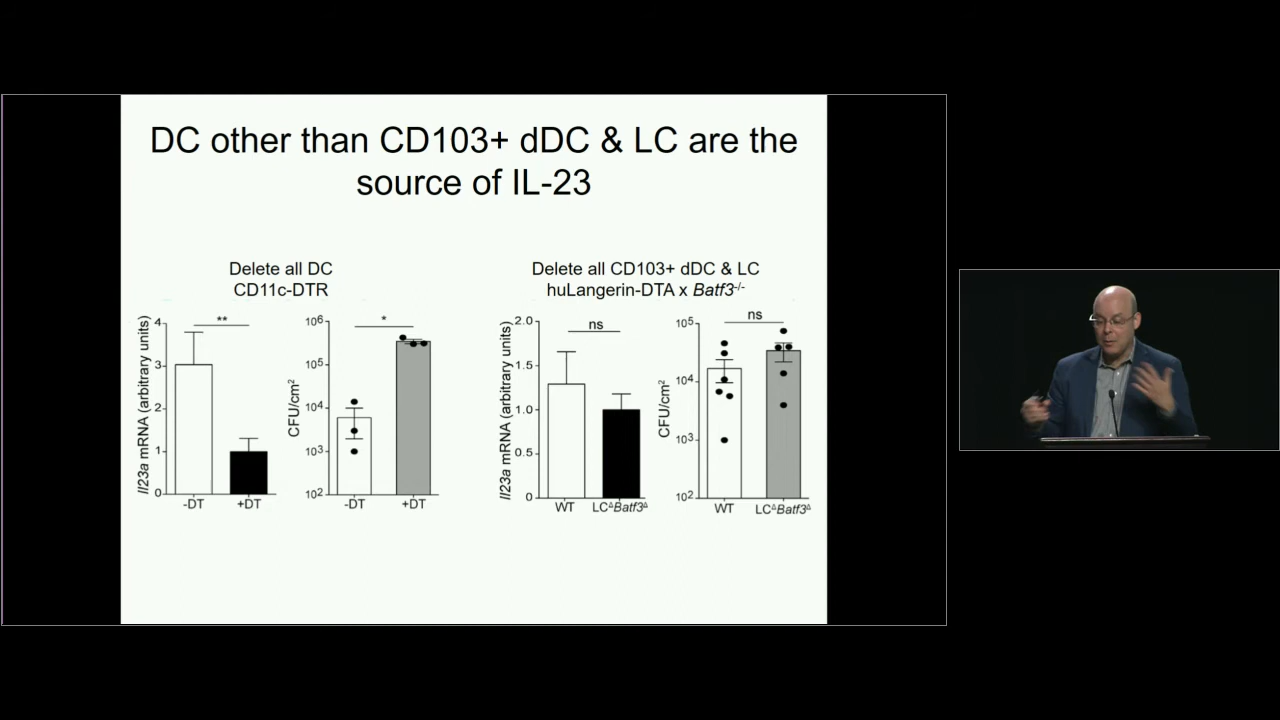 DC other than CD103+ dDC & LC are the
source of IL-23
Delete all DC
CD11c-DTR
Il23a mRNA (arbitrary units)
4
3
2
1
0
**
-DT
+DT
CFU/cm²
10⁶
10⁵
10⁴
10³
10²
*
-DT
+DT
Delete all CD103+ dDC & LC
huLangerin-DTA x Batf3-/-
Il23a mRNA (arbitrary units)
2.0
1.5
1.0
0.5
0
ns
WT
LCΔBatf3Δ
CFU/cm²
10⁵
10⁴
10³
10²
ns
WT
LCΔBatf3Δ